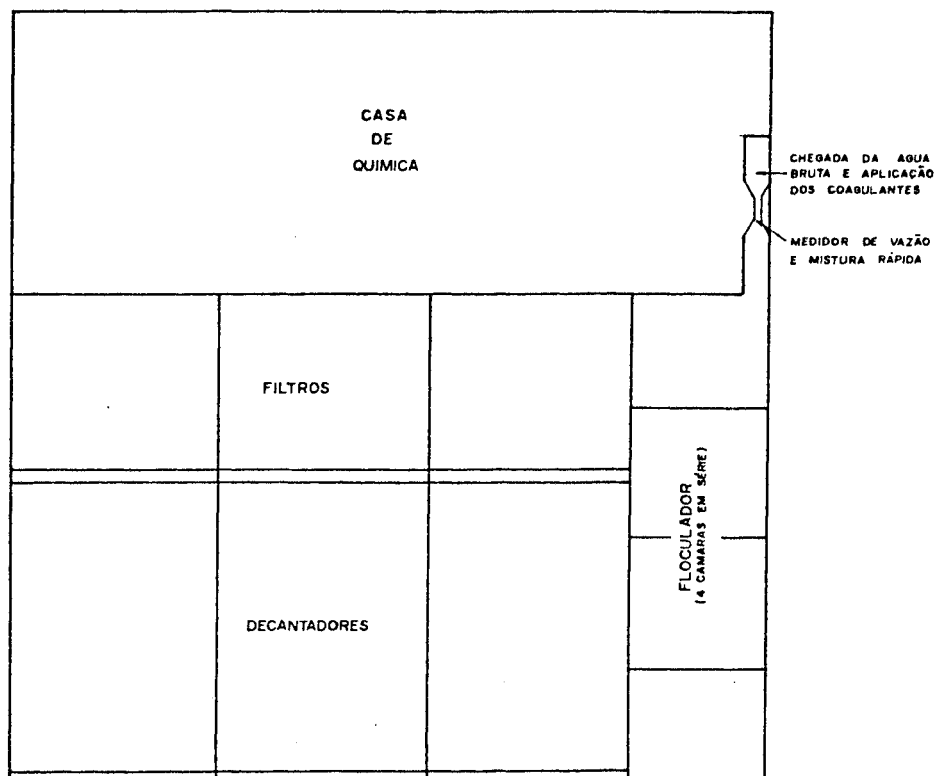 CASA
DE
QUIMICA
CHEGADA DA AGUA
BRUTA E APLICAÇÃO
DOS COAGULANTES
MEDIDOR DE VAZÃO
E MISTURA RÁPIDA
FILTROS
FLOCULADOR
(4 CAMARAS EM SÉRIE)
DECANTADORES